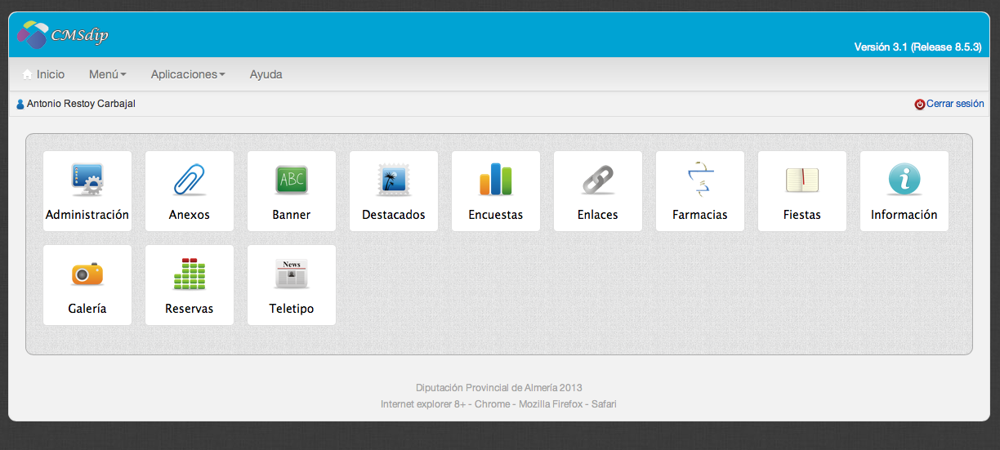 CMSdip
Versión 3.1 (Release 8.5.3)
Inicio Menú Aplicaciones Ayuda
Antonio Restoy Carbajal Cerrar sesión
ABC
Administración Anexos Banner Destacados Encuestas Enlaces Farmacias Fiestas Información
News
Galería Reservas Teletipo
Diputación Provincial de Almería 2013
Internet explorer 8+ - Chrome - Mozilla Firefox - Safari